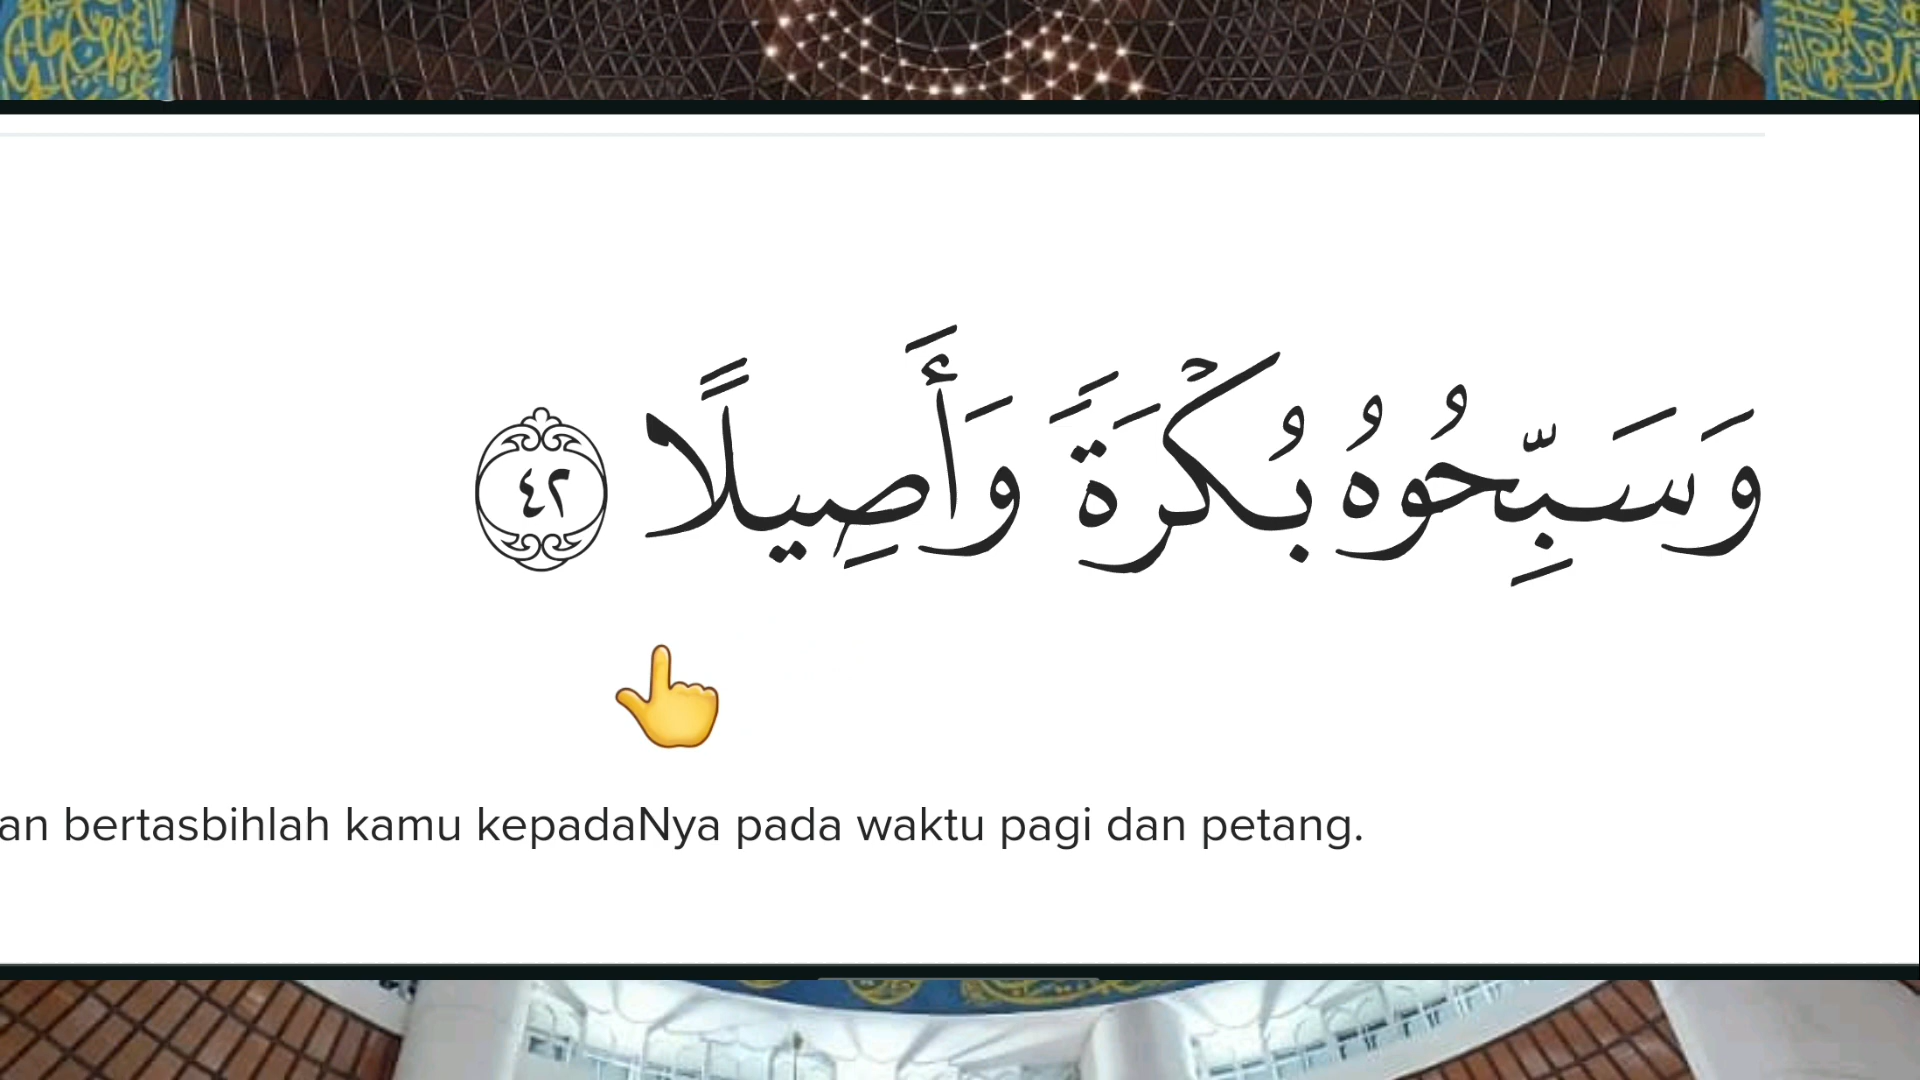 وَسَبِّحُوهُ بُكْرَةً وَأَصِيلًا ٤٢
an bertasbihlah kamu kepadaNya pada waktu pagi dan petang.